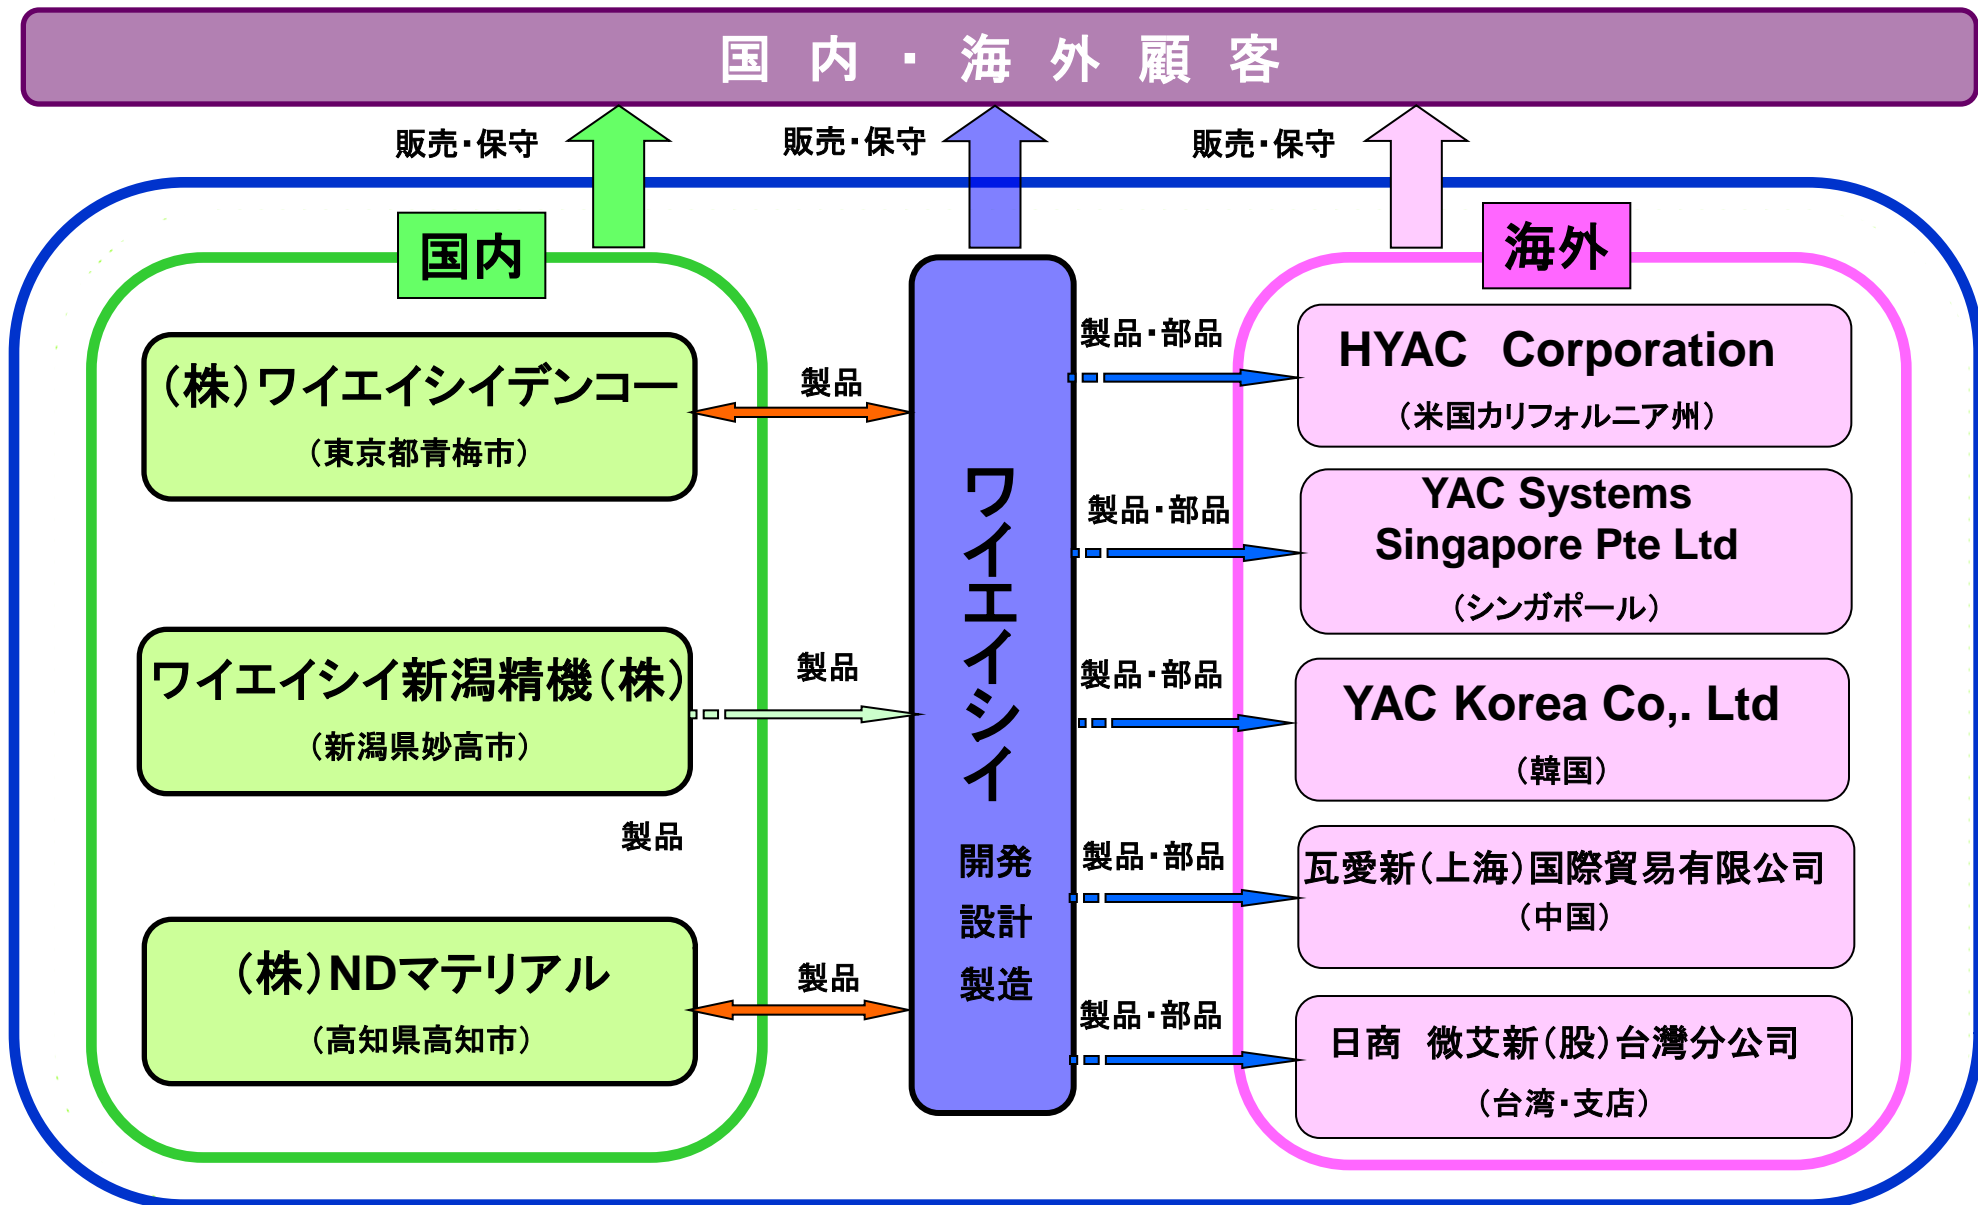 国内・海外顧客
販売・保守
販売・保守
販売・保守
国内
海外
(株)ワイエイシイデンコー
(東京都青梅市)
製品
ワイエイシイ新潟精機(株)
(新潟県妙高市)
製品
製品
(株)NDマテリアル
(高知県高知市)
製品
ワイエイシイ
開発
設計
製造
製品・部品
HYAC Corporation
(米国カリフォルニア州)
製品・部品
YAC Systems
Singapore Pte Ltd
(シンガポール)
製品・部品
YAC Korea Co,. Ltd
(韓国)
製品・部品
瓦愛新(上海)国際貿易有限公司
(中国)
製品・部品
日商 微艾新(股)台灣分公司
(台湾・支店)